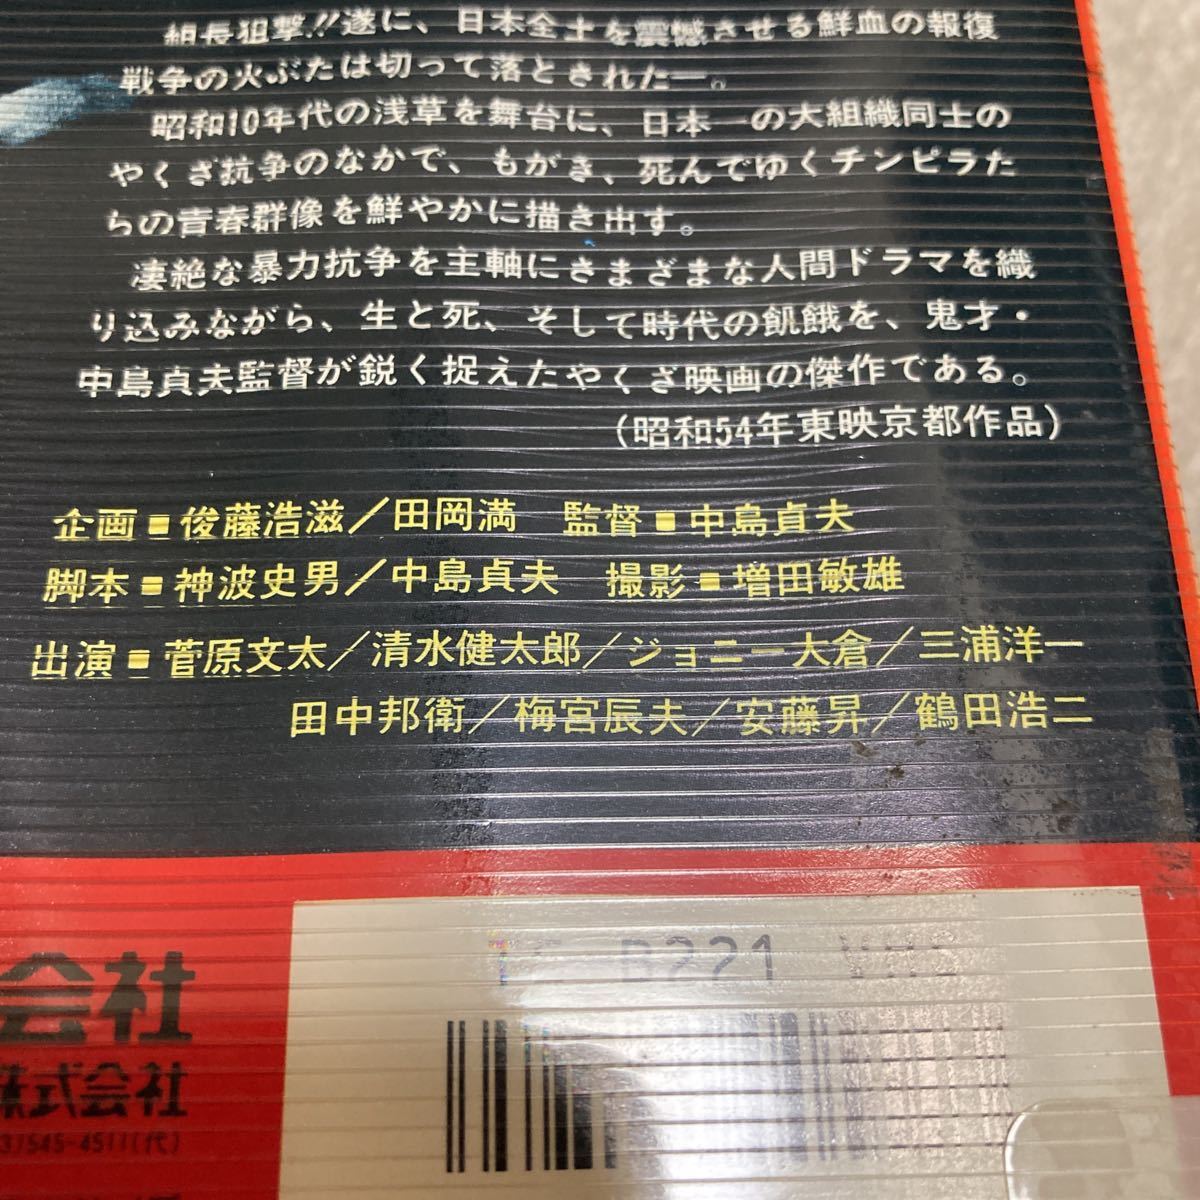 組長狙撃!!遂に、日本全土を震憾させる鮮血の報復
戦争の火ぶたは切って落とされた―。
昭和10年代の浅草を舞台に、日本一の大組織同士の
やくざ抗争のなかで、もがき、死んでゆくチンピラた
ちの青春群像を鮮やかに描き出す。
凄絶な暴力抗争を主軸にさまざまな人間ドラマを織
り込みながら、生と死、そして時代の飢餓を、鬼才・
中島貞夫監督が鋭く捉えたやくざ映画の傑作である。
(昭和54年東映京都作品)
企画■俊藤浩滋/田岡満 監督■中島貞夫
脚本■神波史男/中島貞夫 撮影■増田敏雄
出演■菅原文太/清水健太郎/ジョニー大倉/三浦洋一
田中邦衛/梅宮辰夫/安藤昇/鶴田浩二
B221 VHS
会社
株式会社
3)545-4511(代)